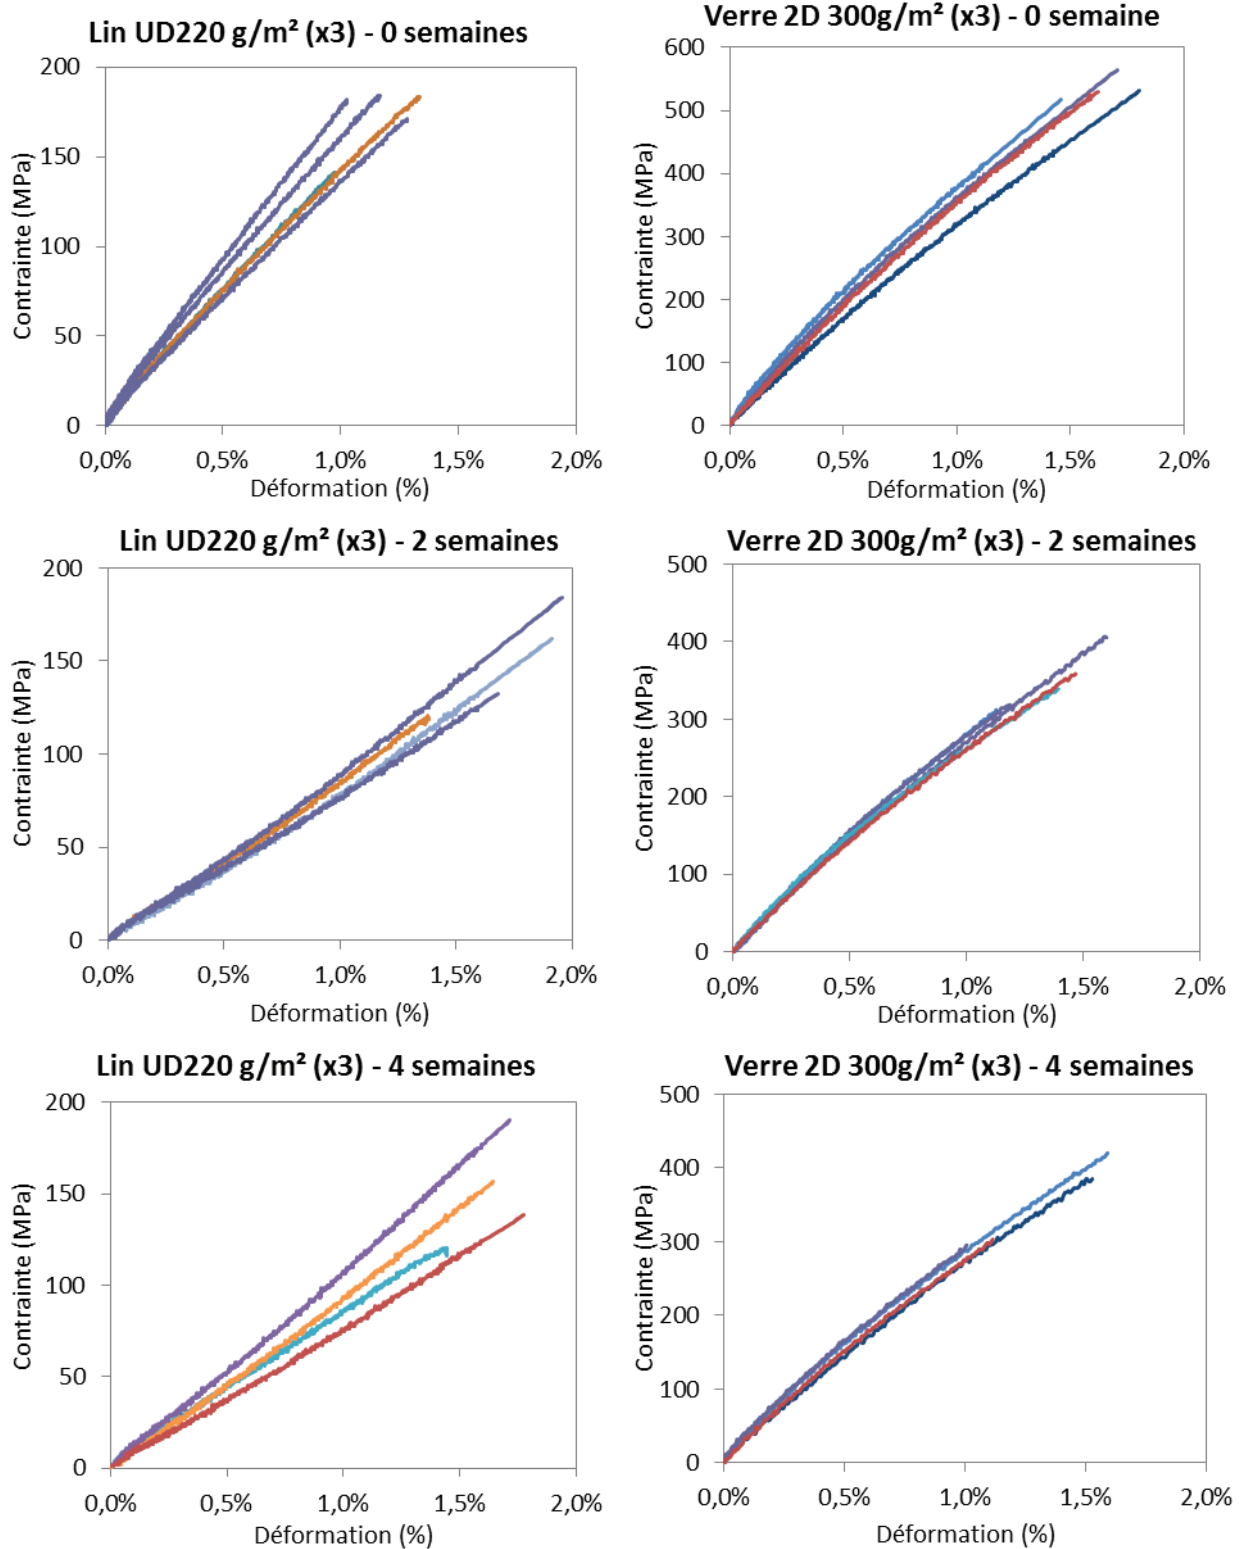 Lin UD220 g/m² (x3) - 0 semaines
200
150
100
50
0
Contrainte (MPa)
0,0% 0,5% 1,0% 1,5% 2,0%
Déformation (%)
Verre 2D 300g/m² (x3) - 0 semaine
600
500
400
300
200
100
0
Contrainte (MPa)
0,0% 0,5% 1,0% 1,5% 2,0%
Déformation (%)
Lin UD220 g/m² (x3) - 2 semaines
200
150
100
50
0
Contrainte (MPa)
0,0% 0,5% 1,0% 1,5% 2,0%
Déformation (%)
Verre 2D 300g/m² (x3) - 2 semaines
500
400
300
200
100
0
Contrainte (MPa)
0,0% 0,5% 1,0% 1,5% 2,0%
Déformation (%)
Lin UD220 g/m² (x3) - 4 semaines
200
150
100
50
0
Contrainte (MPa)
0,0% 0,5% 1,0% 1,5% 2,0%
Déformation (%)
Verre 2D 300g/m² (x3) - 4 semaines
500
400
300
200
100
0
Contrainte (MPa)
0,0% 0,5% 1,0% 1,5% 2,0%
Déformation (%)